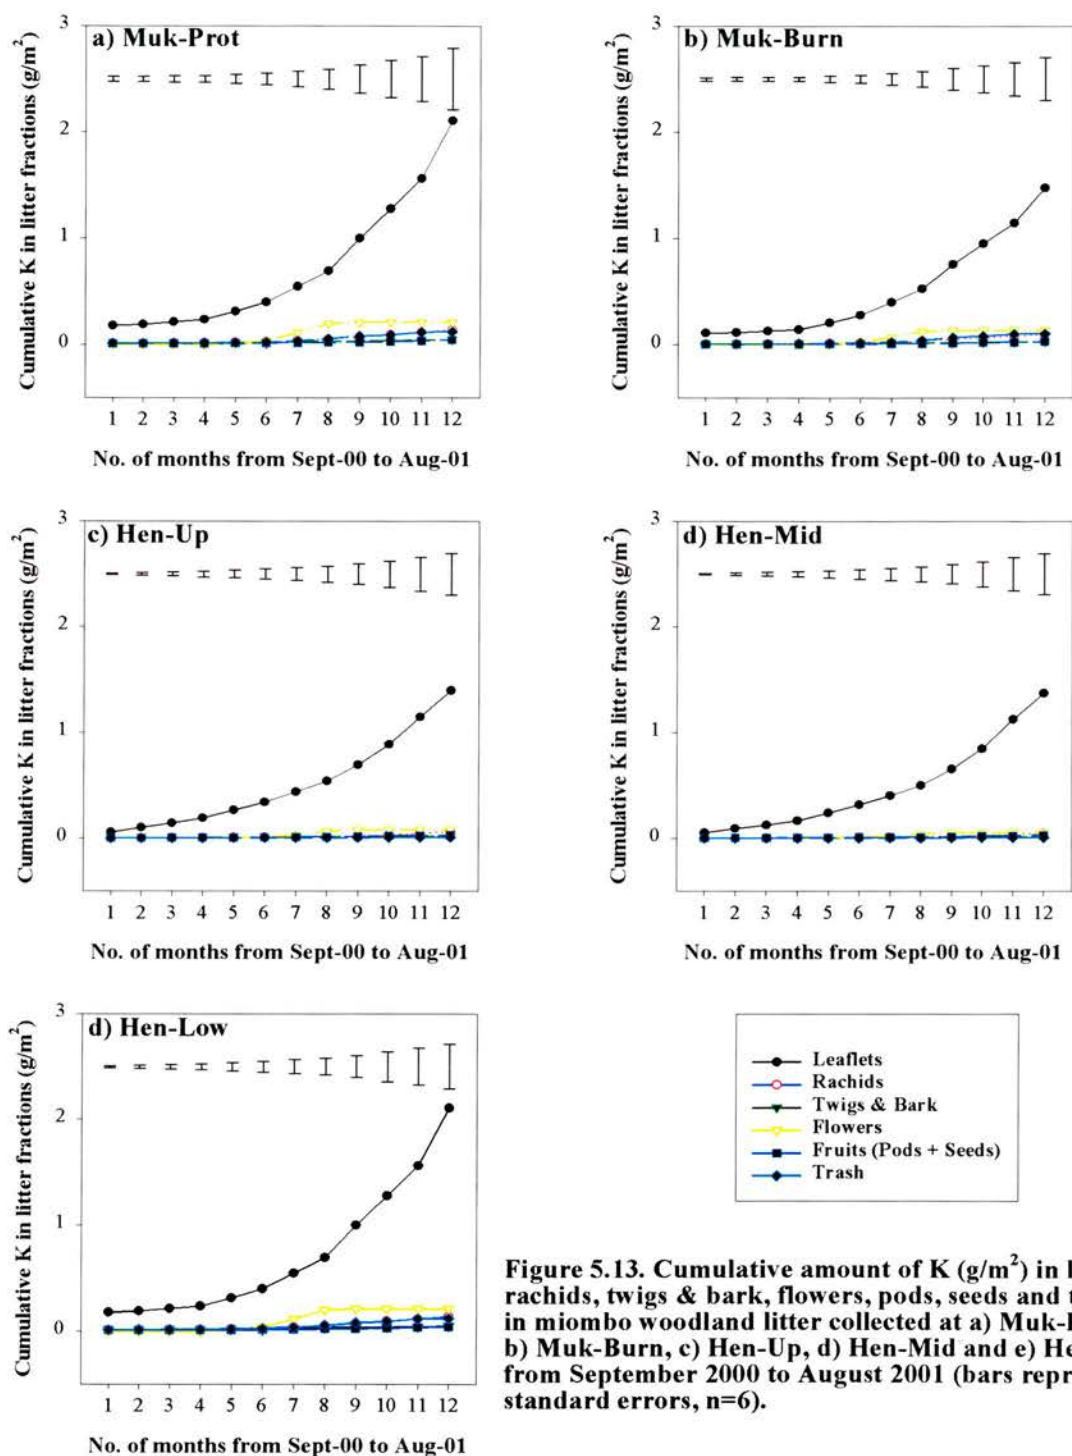 a) Muk-Prot
Cumulative K in litter fractions (g/m²)
3
2
1
0
1 2 3 4 5 6 7 8 9 10 11 12
No. of months from Sept-00 to Aug-01
b) Muk-Burn
Cumulative K in litter fractions (g/m²)
3
2
1
0
1 2 3 4 5 6 7 8 9 10 11 12
No. of months from Sept-00 to Aug-01
c) Hen-Up
Cumulative K in litter fractions (g/m²)
3
2
1
0
1 2 3 4 5 6 7 8 9 10 11 12
No. of months from Sept-00 to Aug-01
d) Hen-Mid
Cumulative K in litter fractions (g/m²)
3
2
1
0
1 2 3 4 5 6 7 8 9 10 11 12
No. of months from Sept-00 to Aug-01
d) Hen-Low
Cumulative K in litter fractions (g/m²)
3
2
1
0
1 2 3 4 5 6 7 8 9 10 11 12
No. of months from Sept-00 to Aug-01
Leaflets
Rachids
Twigs & Bark
Flowers
Fruits (Pods + Seeds)
Trash
Figure 5.13. Cumulative amount of K (g/m²) in
rachids, twigs & bark, flowers, pods, seeds and
in miombo woodland litter collected at a)
b) Muk-Burn, c) Hen-Up, d) Hen-Mid and e)
from September 2000 to August 2001 (bars
standard errors, n=6).